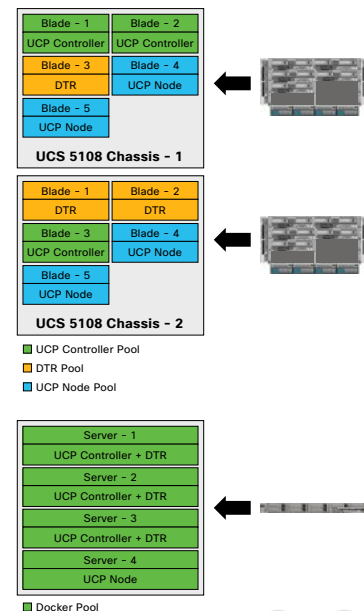 Blade - 1 Blade - 2
UCP Controller UCP Controller
Blade - 3 Blade - 4
DTR UCP Node
Blade - 5
UCP Node
UCS 5108 Chassis - 1
Blade - 1 Blade - 2
DTR DTR
Blade - 3 Blade - 4
UCP Controller UCP Node
Blade - 5
UCP Node
UCS 5108 Chassis - 2
UCP Controller Pool
DTR Pool
UCP Node Pool
Server - 1
UCP Controller + DTR
Server - 2
UCP Controller + DTR
Server - 3
UCP Controller + DTR
Server - 4
UCP Node
Docker Pool